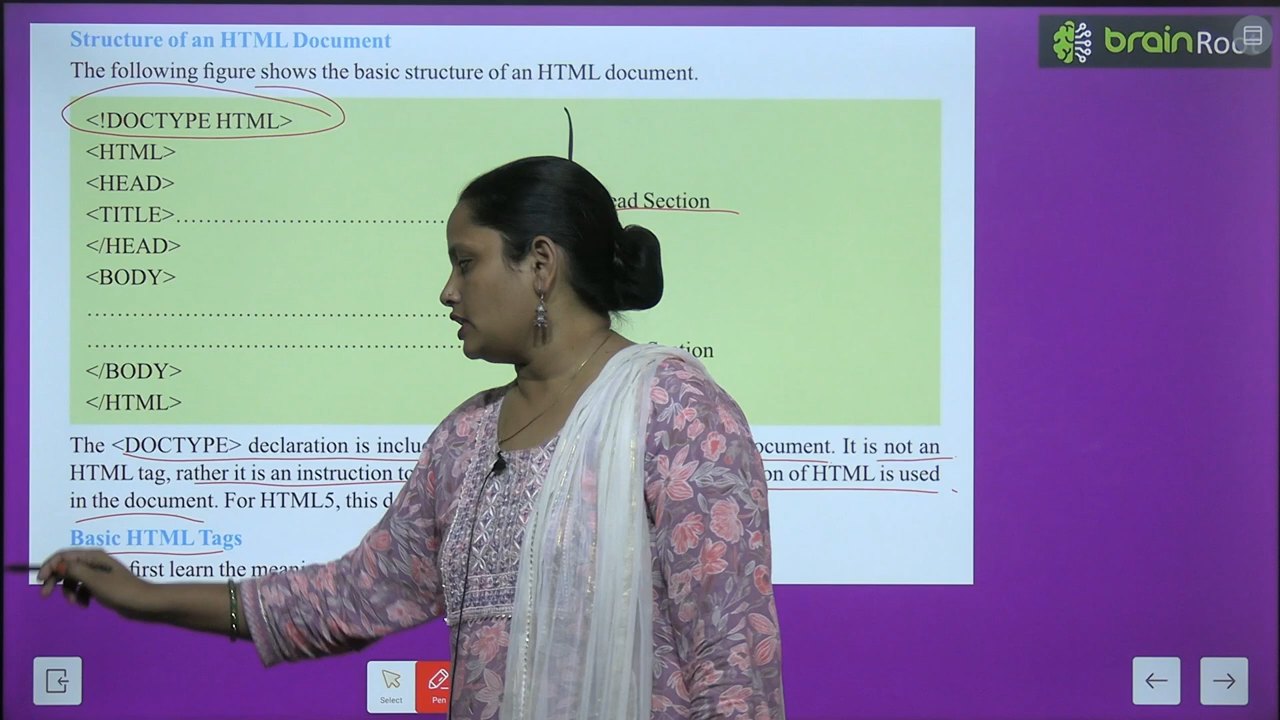 Structure of an HTML Document
brainRoot
The following figure shows the basic structure of an HTML document.
<!DOCTYPE HTML>
<HTML>
<HEAD>
ead Section
<TITLE>................................................
</HEAD>
<BODY>
................................................................
................................................................
tion
</BODY>
</HTML>
The <DOCTYPE> declaration is inclu ocument. It is not an
HTML tag, rather it is an instruction to on of HTML is used
in the document. For HTML5, this d
Basic HTML Tags
first learn the meani
Select
Pen